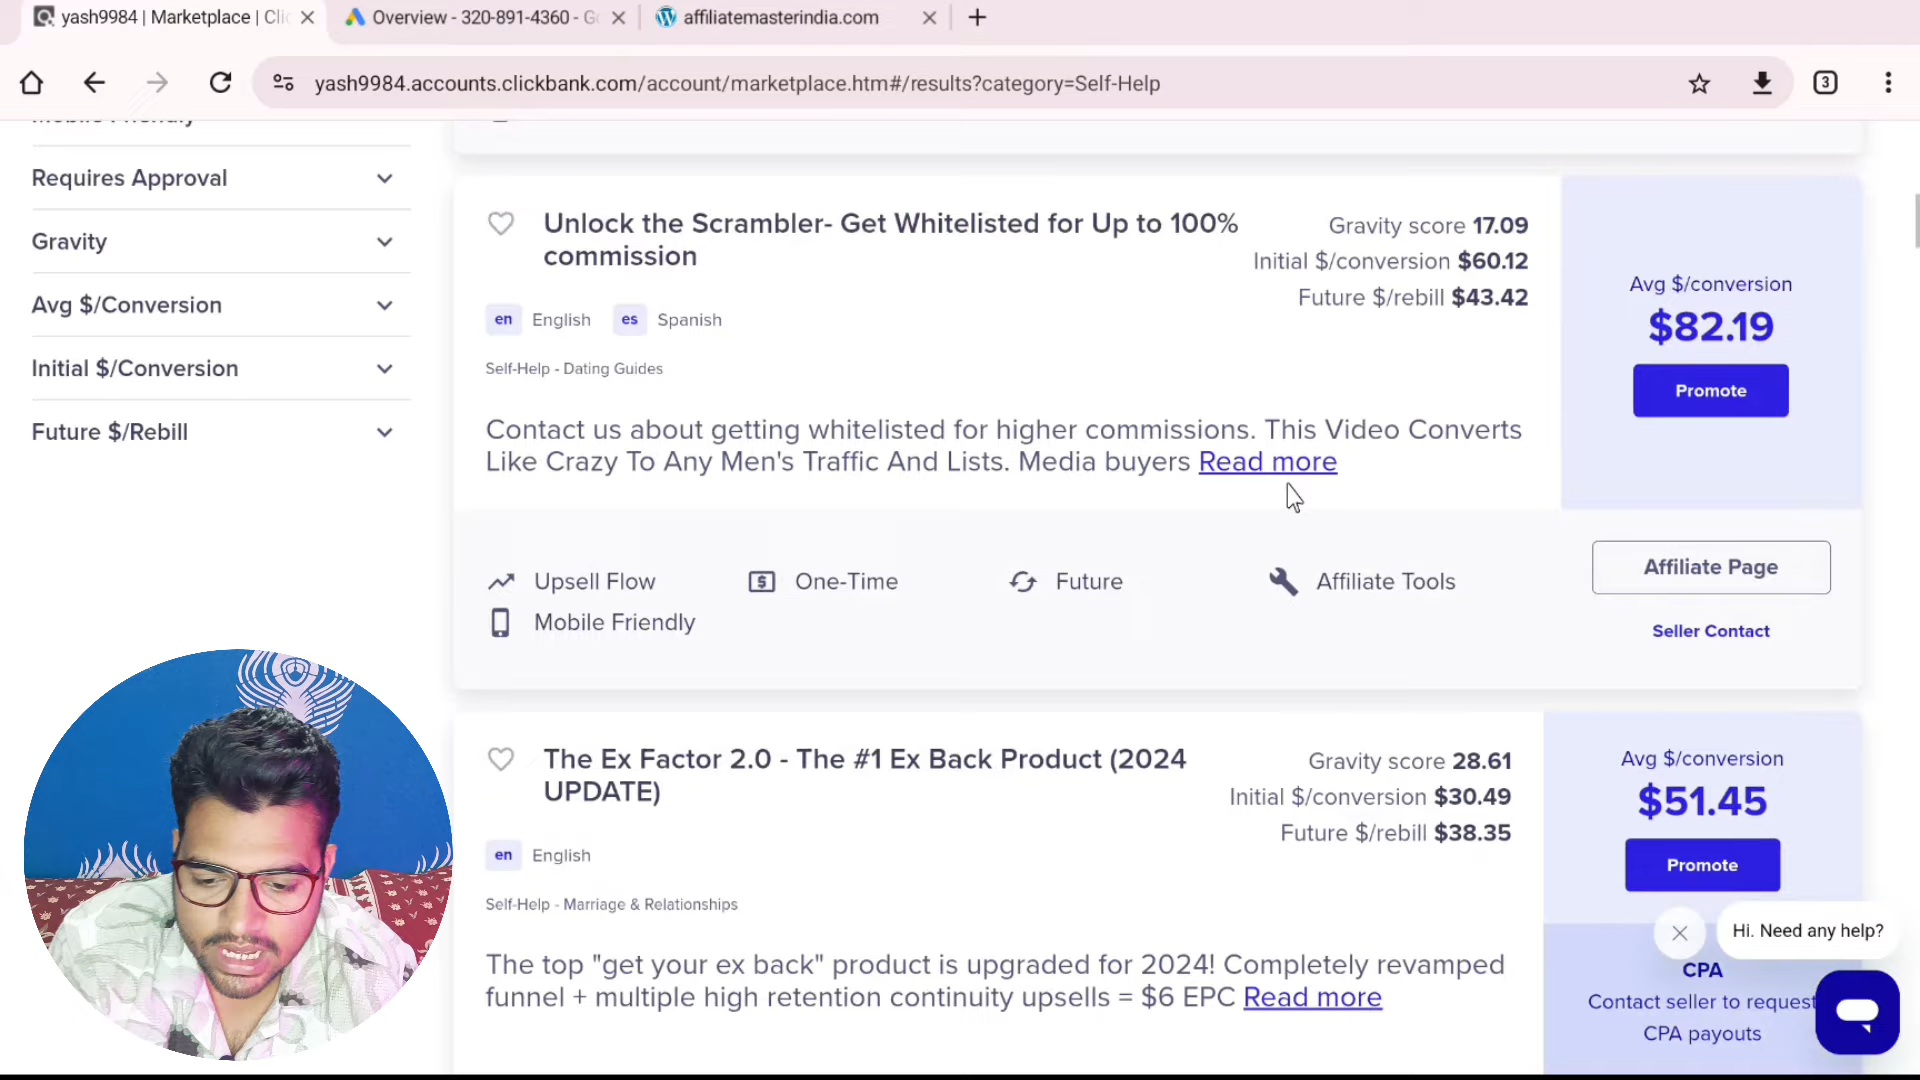 yash9984 | Marketplace | Clic
Overview - 320-891-4360 - Go
affiliatemasterindia.com
yash9984.accounts.clickbank.com/account/marketplace.htm#/results?category=Self-Help
3
Mobile Friendly
Requires Approval
Gravity
Avg $/Conversion
Initial $/Conversion
Future $/Rebill
Unlock the Scrambler- Get Whitelisted for Up to 100%
commission
Gravity score 17.09
Initial $/conversion $60.12
Future $/rebill $43.42
en English es Spanish
Self-Help - Dating Guides
Contact us about getting whitelisted for higher commissions. This Video Converts
Like Crazy To Any Men's Traffic And Lists. Media buyers Read more
Avg $/conversion
$82.19
Promote
Upsell Flow
One-Time
Future
Affiliate Tools
Mobile Friendly
Affiliate Page
Seller Contact
The Ex Factor 2.0 - The #1 Ex Back Product (2024
UPDATE)
Gravity score 28.61
Initial $/conversion $30.49
Future $/rebill $38.35
en English
Self-Help - Marriage & Relationships
The top "get your ex back" product is upgraded for 2024! Completely revamped
funnel + multiple high retention continuity upsells = $6 EPC Read more
Avg $/conversion
$51.45
Promote
Hi. Need any help?
CPA
Contact seller to request
CPA payouts